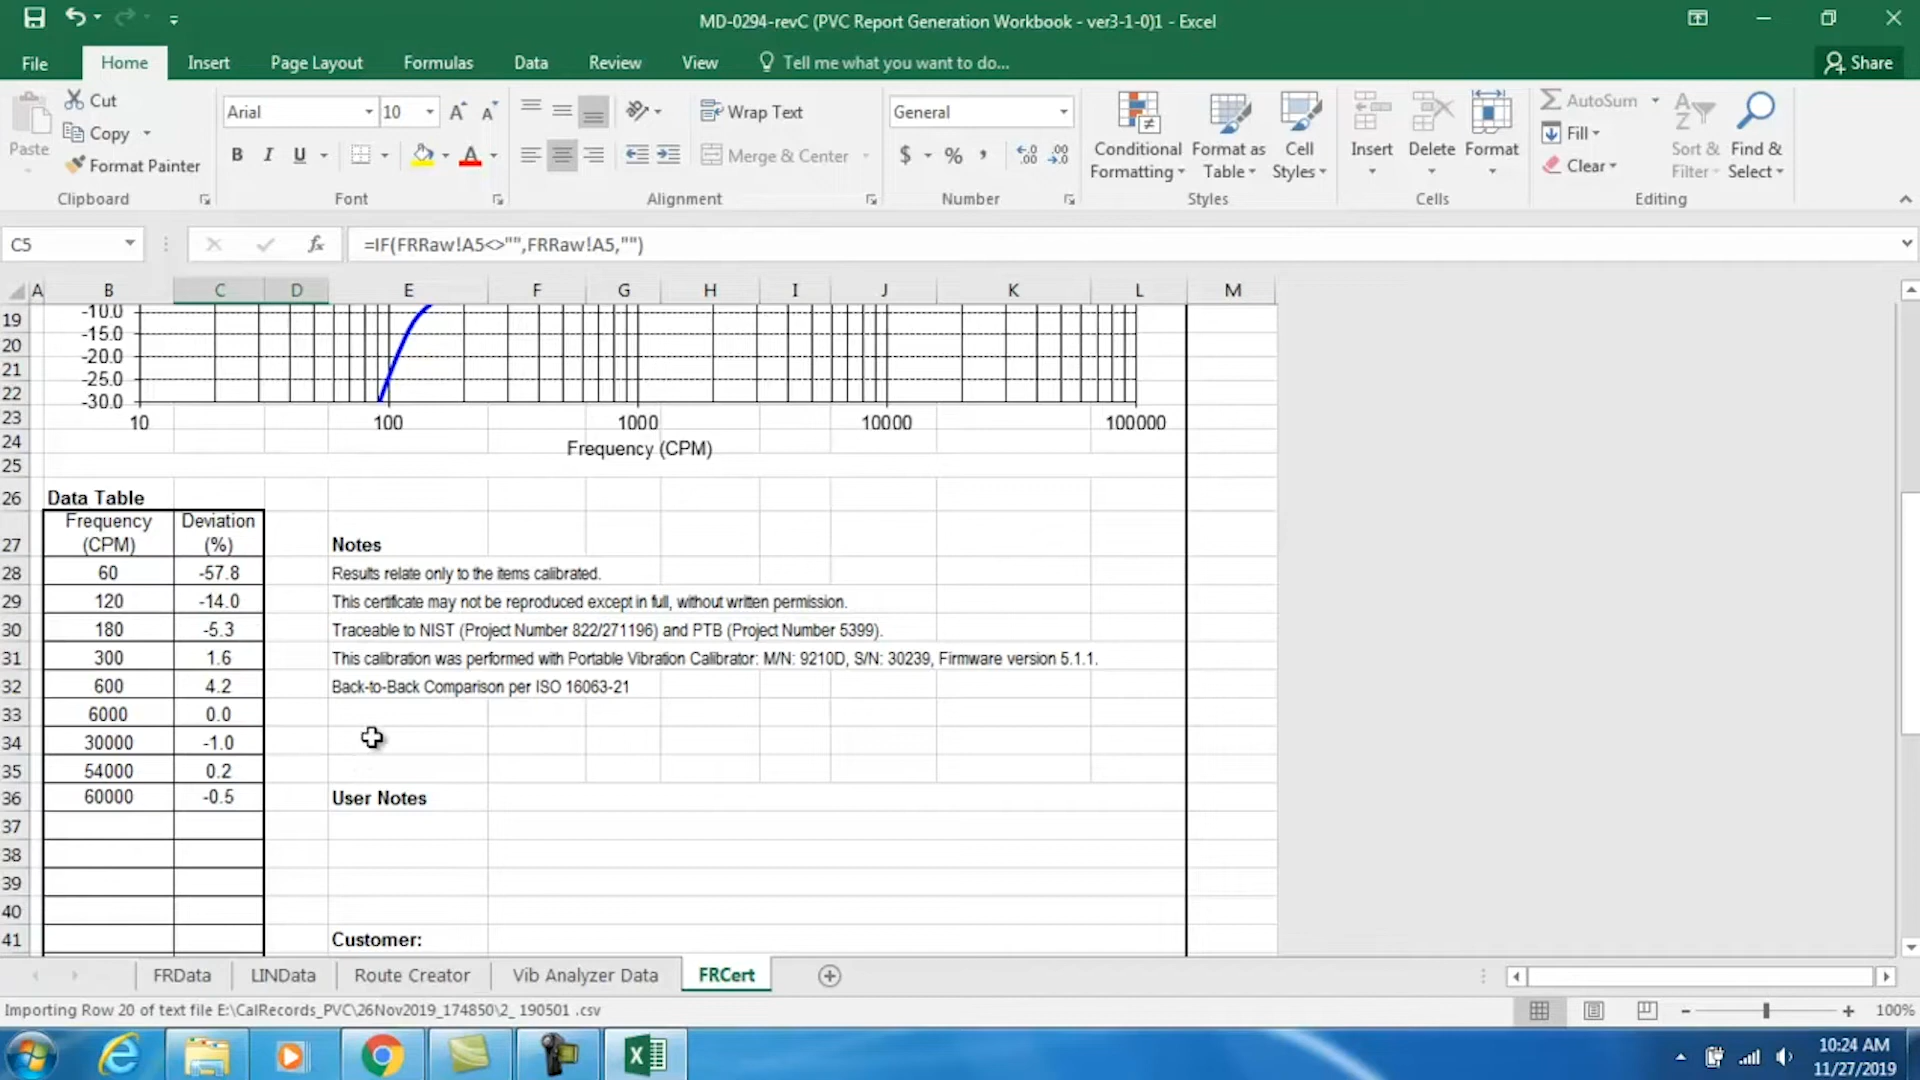 MD-0294-revC (PVC Report Generation Workbook - ver3-1-0)1 - Excel
File Home Insert Page Layout Formulas Data Review View Tell me what you want to do... Share
Cut
Copy
Format Painter
Paste
Clipboard
Arial 10
B I U
Font
Wrap Text
Merge & Center
Alignment
General
$ % ,
Number
Conditional Formatting
Format as Table
Cell Styles
Styles
Insert Delete Format
Cells
AutoSum
Fill
Clear
Sort & Filter
Find & Select
Editing
C5 fx =IF(FRRaw!A5<>"",FRRaw!A5,"")
A B C D E F G H I J K L M
19 -10.0
20 -15.0
21 -20.0
22 -25.0
23 -30.0
24 10 100 1000 10000 100000
25 Frequency (CPM)
26 Data Table
27 Frequency (CPM) Deviation (%) Notes
28 60 -57.8 Results relate only to the items calibrated.
29 120 -14.0 This certificate may not be reproduced except in full, without written permission.
30 180 -5.3 Traceable to NIST (Project Number 822/271196) and PTB (Project Number 5399).
31 300 1.6 This calibration was performed with Portable Vibration Calibrator: M/N: 9210D, S/N: 30239, Firmware version 5.1.1.
32 600 4.2 Back-to-Back Comparison per ISO 16063-21
33 6000 0.0
34 30000 -1.0
35 54000 0.2
36 60000 -0.5 User Notes
37
38
39
40
41 Customer:
FRData LINData Route Creator Vib Analyzer Data FRCert
Importing Row 20 of text file E:\CalRecords_PVC\26Nov2019_174850\2_ 190501 .csv 100%
10:24 AM
11/27/2019